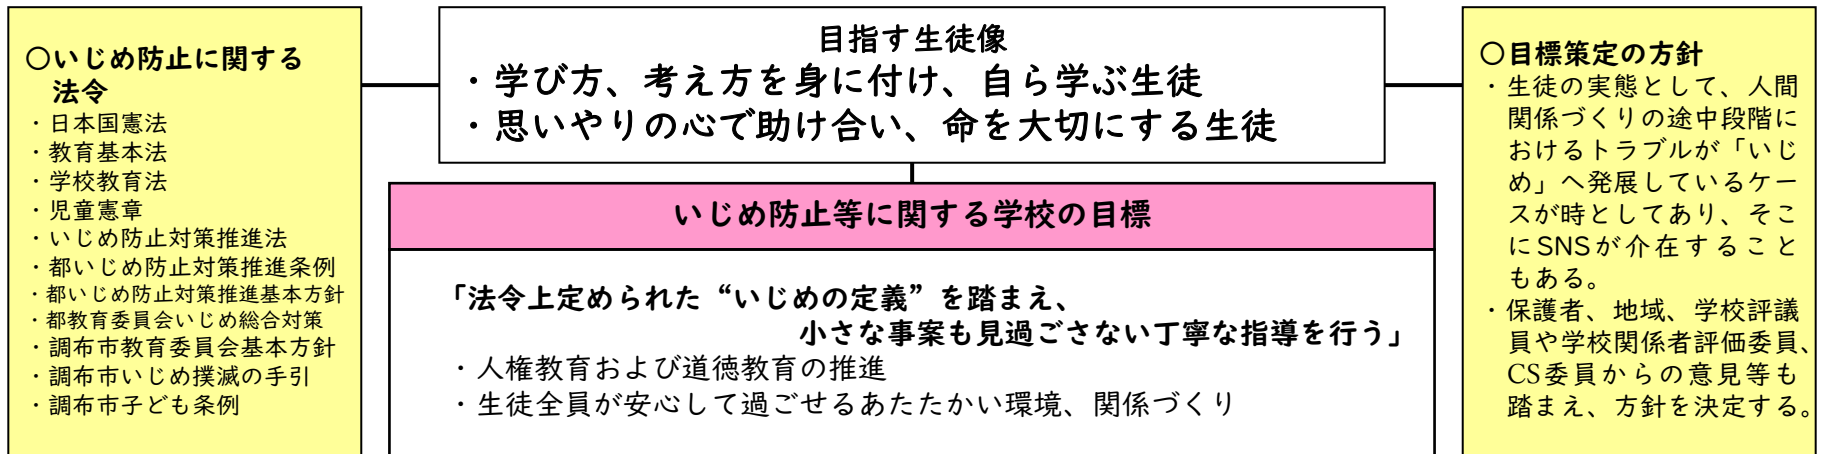 〇いじめ防止に関する
法令
・日本国憲法
・教育基本法
・学校教育法
・児童憲章
・いじめ防止対策推進法
・都いじめ防止対策推進条例
・都いじめ防止対策推進基本方針
・都教育委員会いじめ総合対策
・調布市教育委員会基本方針
・調布市いじめ撲滅の手引
・調布市子ども条例
目指す生徒像
・学び方、考え方を身に付け、自ら学ぶ生徒
・思いやりの心で助け合い、命を大切にする生徒
いじめ防止等に関する学校の目標
「法令上定められた“いじめの定義”を踏まえ、
小さな事案も見過ごさない丁寧な指導を行う」
・人権教育および道徳教育の推進
・生徒全員が安心して過ごせるあたたかい環境、関係づくり
〇目標策定の方針
・生徒の実態として、人間
関係づくりの途中段階に
おけるトラブルが「いじ
め」へ発展しているケー
スが時としてあり、そこ
にSNSが介在すること
もある。
・保護者、地域、学校評議
員や学校関係者評価委員、
CS委員からの意見等も
踏まえ、方針を決定する。